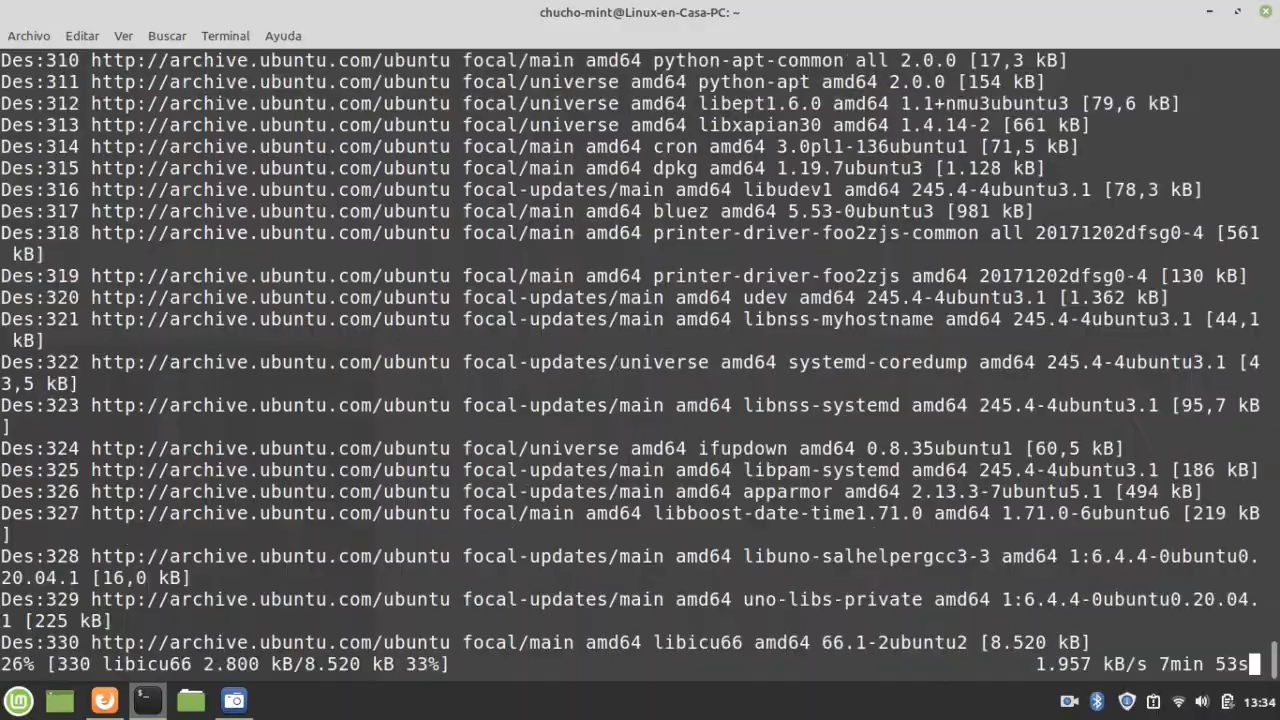 chucho-mint@Linux-en-Casa-PC: ~
Archivo Editar Ver Buscar Terminal Ayuda
Des:310 http://archive.ubuntu.com/ubuntu focal/main amd64 python-apt-common all 2.0.0 [17,3 kB]
Des:311 http://archive.ubuntu.com/ubuntu focal/universe amd64 python-apt amd64 2.0.0 [154 kB]
Des:312 http://archive.ubuntu.com/ubuntu focal/universe amd64 libept1.6.0 amd64 1.1+nmu3ubuntu3 [79,6 kB]
Des:313 http://archive.ubuntu.com/ubuntu focal/universe amd64 libxapian30 amd64 1.4.14-2 [661 kB]
Des:314 http://archive.ubuntu.com/ubuntu focal/main amd64 cron amd64 3.0pl1-136ubuntu1 [71,5 kB]
Des:315 http://archive.ubuntu.com/ubuntu focal/main amd64 dpkg amd64 1.19.7ubuntu3 [1.128 kB]
Des:316 http://archive.ubuntu.com/ubuntu focal-updates/main amd64 libudev1 amd64 245.4-4ubuntu3.1 [78,3 kB]
Des:317 http://archive.ubuntu.com/ubuntu focal/main amd64 bluez amd64 5.53-0ubuntu3 [981 kB]
Des:318 http://archive.ubuntu.com/ubuntu focal/main amd64 printer-driver-foo2zjs-common all 20171202dfsg0-4 [561
kB]
Des:319 http://archive.ubuntu.com/ubuntu focal/main amd64 printer-driver-foo2zjs amd64 20171202dfsg0-4 [130 kB]
Des:320 http://archive.ubuntu.com/ubuntu focal-updates/main amd64 udev amd64 245.4-4ubuntu3.1 [1.362 kB]
Des:321 http://archive.ubuntu.com/ubuntu focal-updates/main amd64 libnss-myhostname amd64 245.4-4ubuntu3.1 [44,1
kB]
Des:322 http://archive.ubuntu.com/ubuntu focal-updates/universe amd64 systemd-coredump amd64 245.4-4ubuntu3.1 [4
3,5 kB]
Des:323 http://archive.ubuntu.com/ubuntu focal-updates/main amd64 libnss-systemd amd64 245.4-4ubuntu3.1 [95,7 kB
]
Des:324 http://archive.ubuntu.com/ubuntu focal/universe amd64 ifupdown amd64 0.8.35ubuntu1 [60,5 kB]
Des:325 http://archive.ubuntu.com/ubuntu focal-updates/main amd64 libpam-systemd amd64 245.4-4ubuntu3.1 [186 kB]
Des:326 http://archive.ubuntu.com/ubuntu focal-updates/main amd64 apparmor amd64 2.13.3-7ubuntu5.1 [494 kB]
Des:327 http://archive.ubuntu.com/ubuntu focal/main amd64 libboost-date-time1.71.0 amd64 1.71.0-6ubuntu6 [219 kB
]
Des:328 http://archive.ubuntu.com/ubuntu focal-updates/main amd64 libuno-salhelpergcc3-3 amd64 1:6.4.4-0ubuntu0.
20.04.1 [16,0 kB]
Des:329 http://archive.ubuntu.com/ubuntu focal-updates/main amd64 uno-libs-private amd64 1:6.4.4-0ubuntu0.20.04.
1 [225 kB]
Des:330 http://archive.ubuntu.com/ubuntu focal/main amd64 libicu66 amd64 66.1-2ubuntu2 [8.520 kB]
26% [330 libicu66 2.800 kB/8.520 kB 33%] 1.957 kB/s 7min 53s
13:34